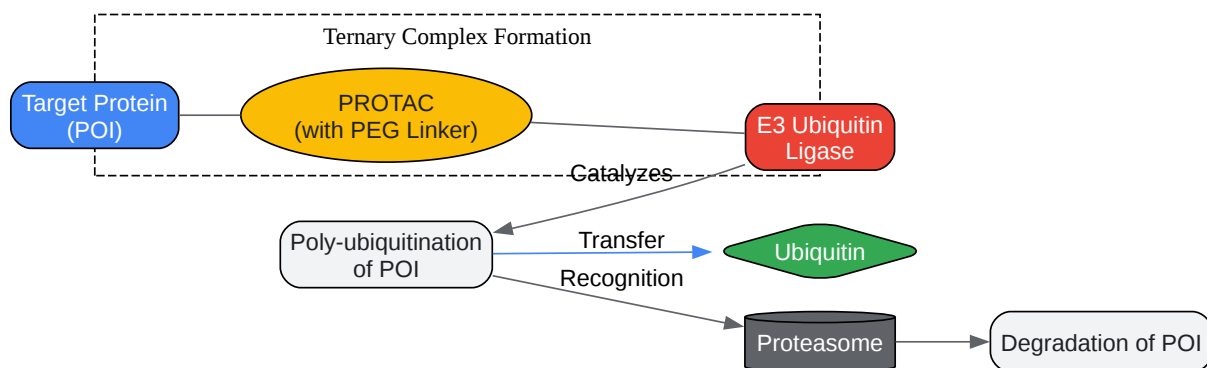 Ternary Complex Formation
Target Protein
(POI)
PROTAC
(with PEG Linker)
E3 Ubiquitin
Ligase
Catalyzes
Poly-ubiquitination
of POI
Transfer
Ubiquitin
Recognition
Proteasome
Degradation of POI